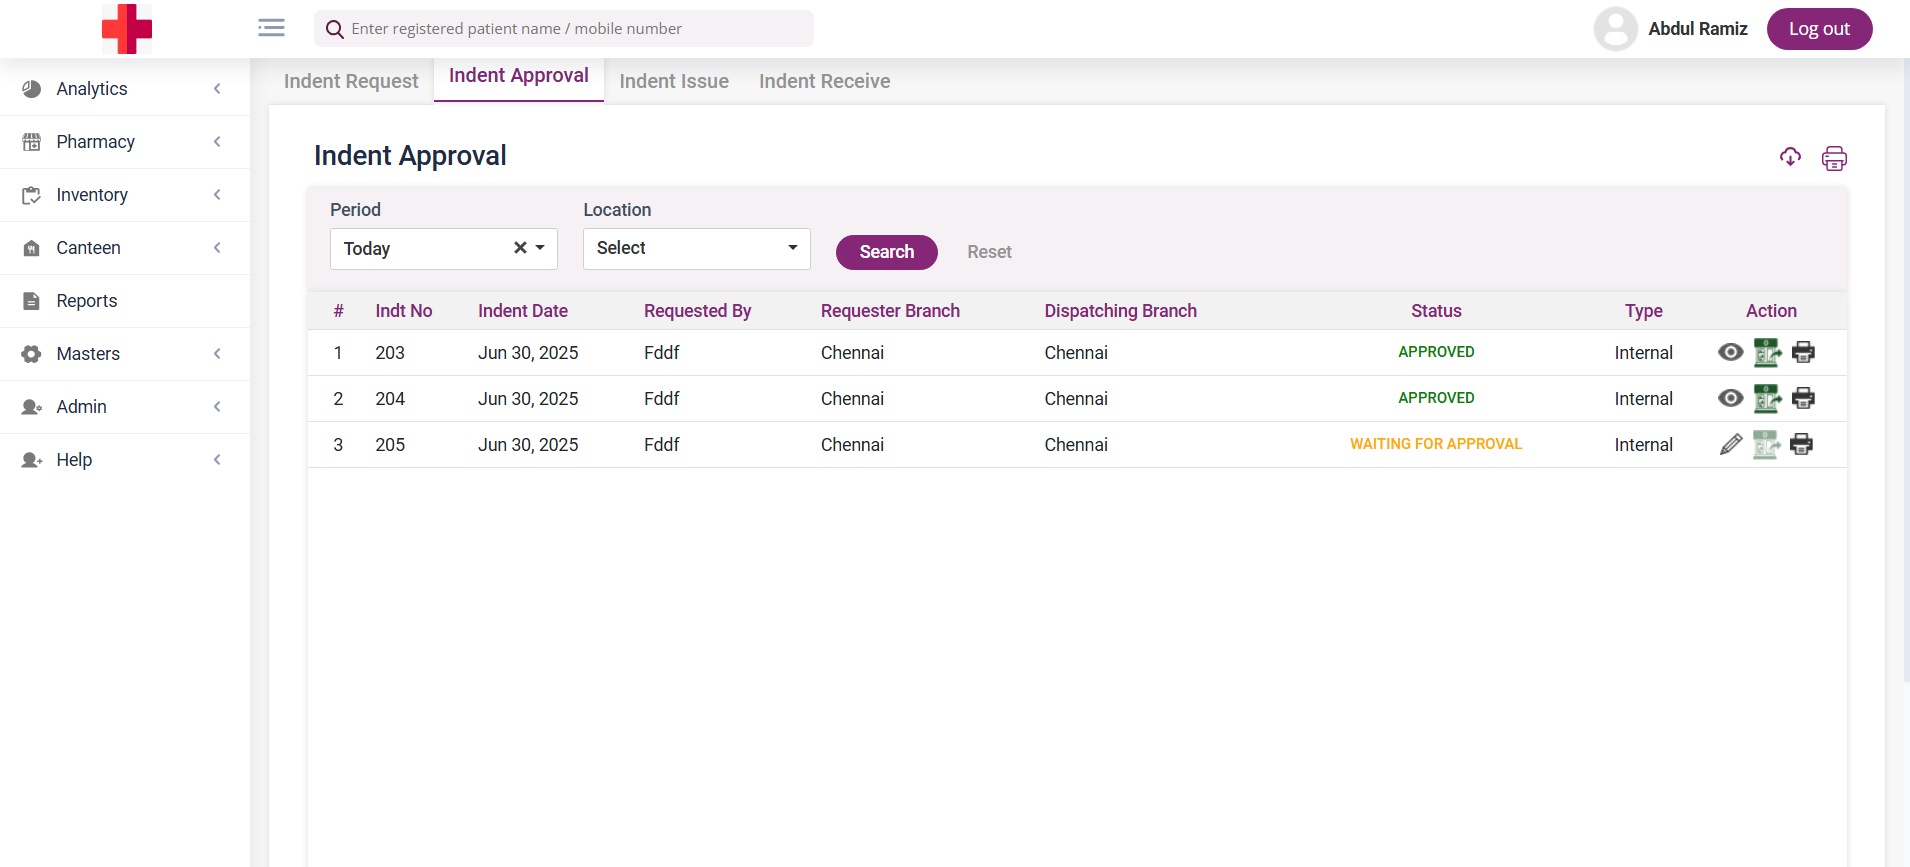 Enter registered patient name / mobile number
Abdul Ramiz
Log out
Analytics
Pharmacy
Inventory
Canteen
Reports
Masters
Admin
Help
Indent Request
Indent Approval
Indent Issue
Indent Receive
Indent Approval
Period
Location
Today
Select
Search
Reset
# Indt No Indent Date Requested By Requester Branch Dispatching Branch Status Type Action
1 203 Jun 30, 2025 Fddf Chennai Chennai APPROVED Internal
2 204 Jun 30, 2025 Fddf Chennai Chennai APPROVED Internal
3 205 Jun 30, 2025 Fddf Chennai Chennai WAITING FOR APPROVAL Internal